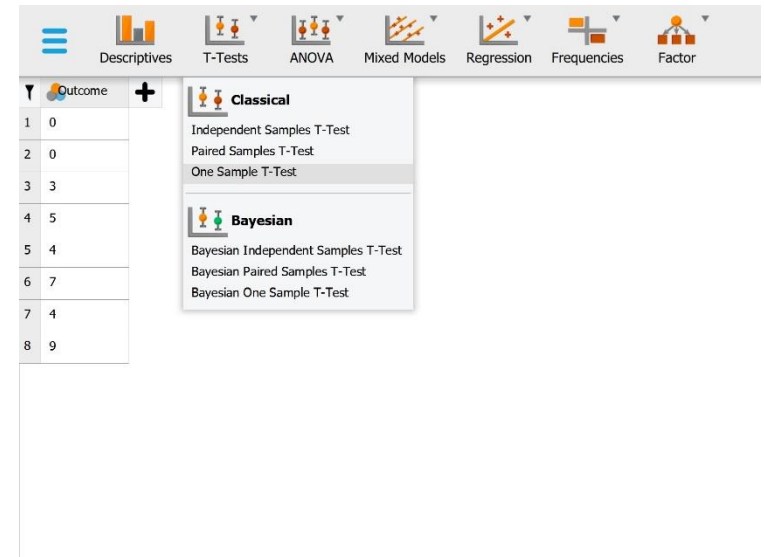 Descriptives T-Tests ANOVA Mixed Models Regression Frequencies Factor
Outcome
1 0
2 0
3 3
4 5
5 4
6 7
7 4
8 9
Classical
Independent Samples T-Test
Paired Samples T-Test
One Sample T-Test
Bayesian
Bayesian Independent Samples T-Test
Bayesian Paired Samples T-Test
Bayesian One Sample T-Test